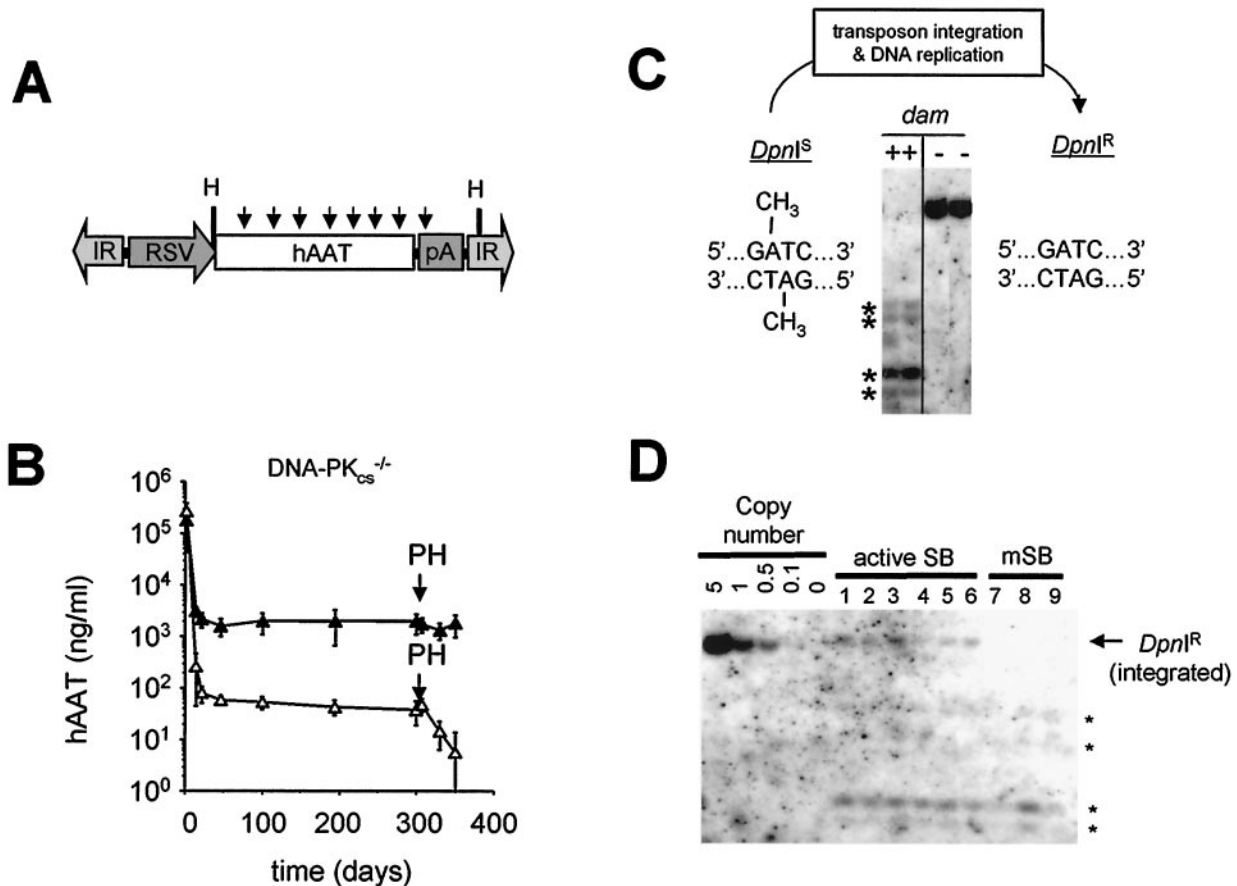 A
H H
IR RSV hAAT pA IR
B
DNA-PKcs-/-
hAAT (ng/ml)
10^6
10^5
10^4
10^3
10^2
10^1
10^0
PH
PH
0 100 200 300 400
time (days)
C
transposon integration
& DNA replication
dam
DpnI^S ++ - - DpnI^R
CH3
5'...GATC...3' 5'...GATC...3'
3'...CTAG...5' 3'...CTAG...5'
CH3
*
*
*
*
D
Copy
number
active SB mSB
5 1 0.5 0.1 0 1 2 3 4 5 6 7 8 9
DpnI^R
(integrated)
*
*
*
*